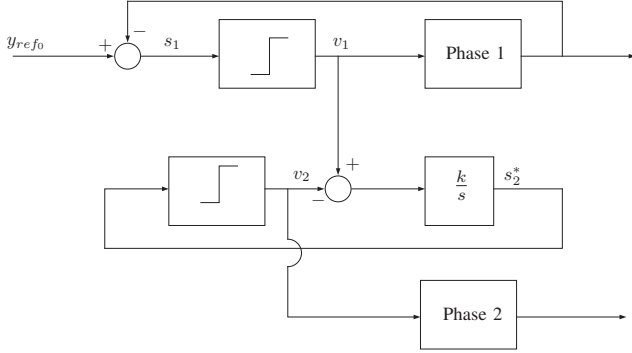 y_{ref_0} + − s_1 v_1 Phase 1
v_2 − + k/s s_2^*
Phase 2